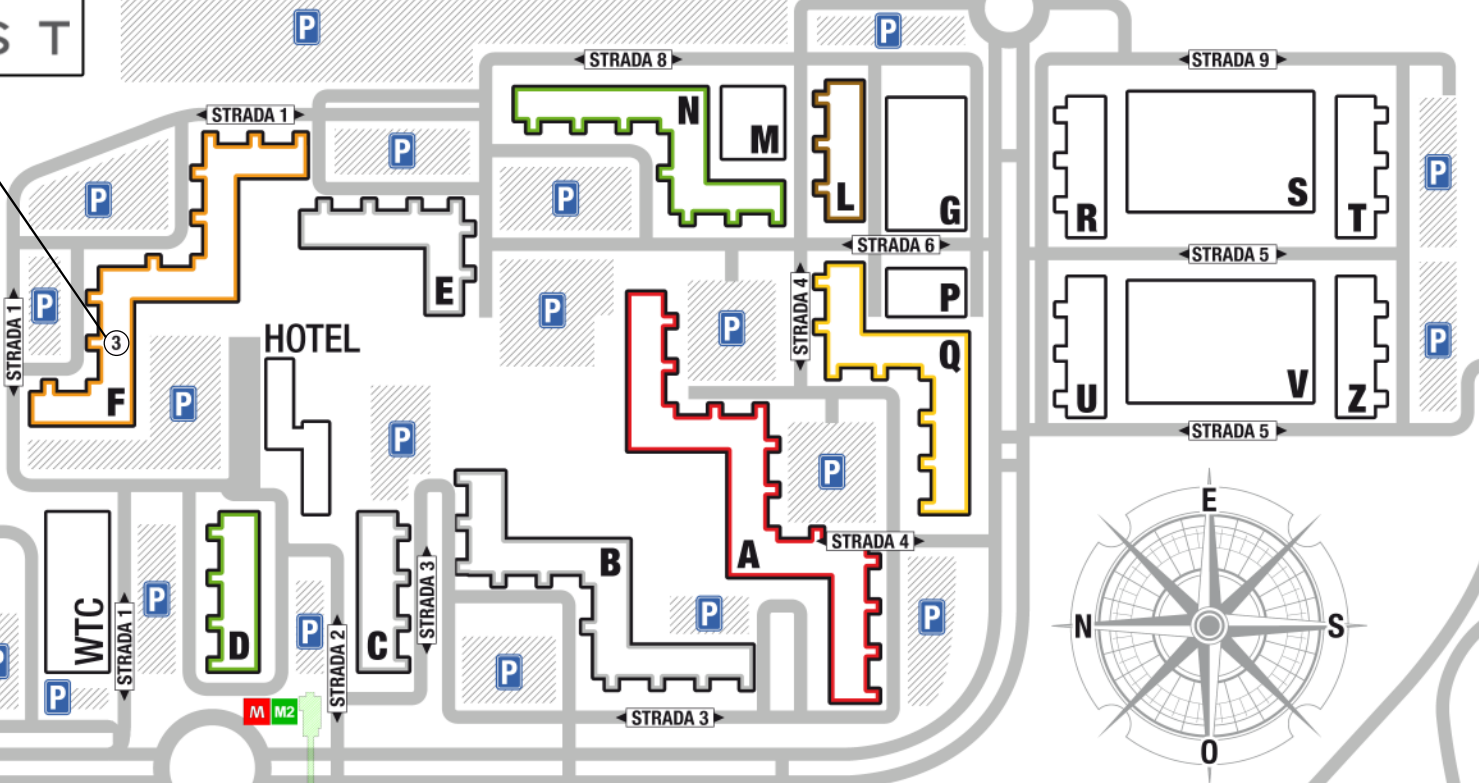 S T
P
P
STRADA 8
STRADA 9
STRADA 1
N
M
L
G
R
S
T
P
P
P
P
E
STRADA 6
STRADA 5
P
STRADA 1
P
P
STRADA 4
P
U
V
Z
P
3
HOTEL
F
P
P
Q
P
B
A
STRADA 4
E
WTC
STRADA 1
P
D
P
STRADA 2
C
STRADA 3
P
P
P
STRADA 5
N
S
P
P
M
M2
STRADA 3
O